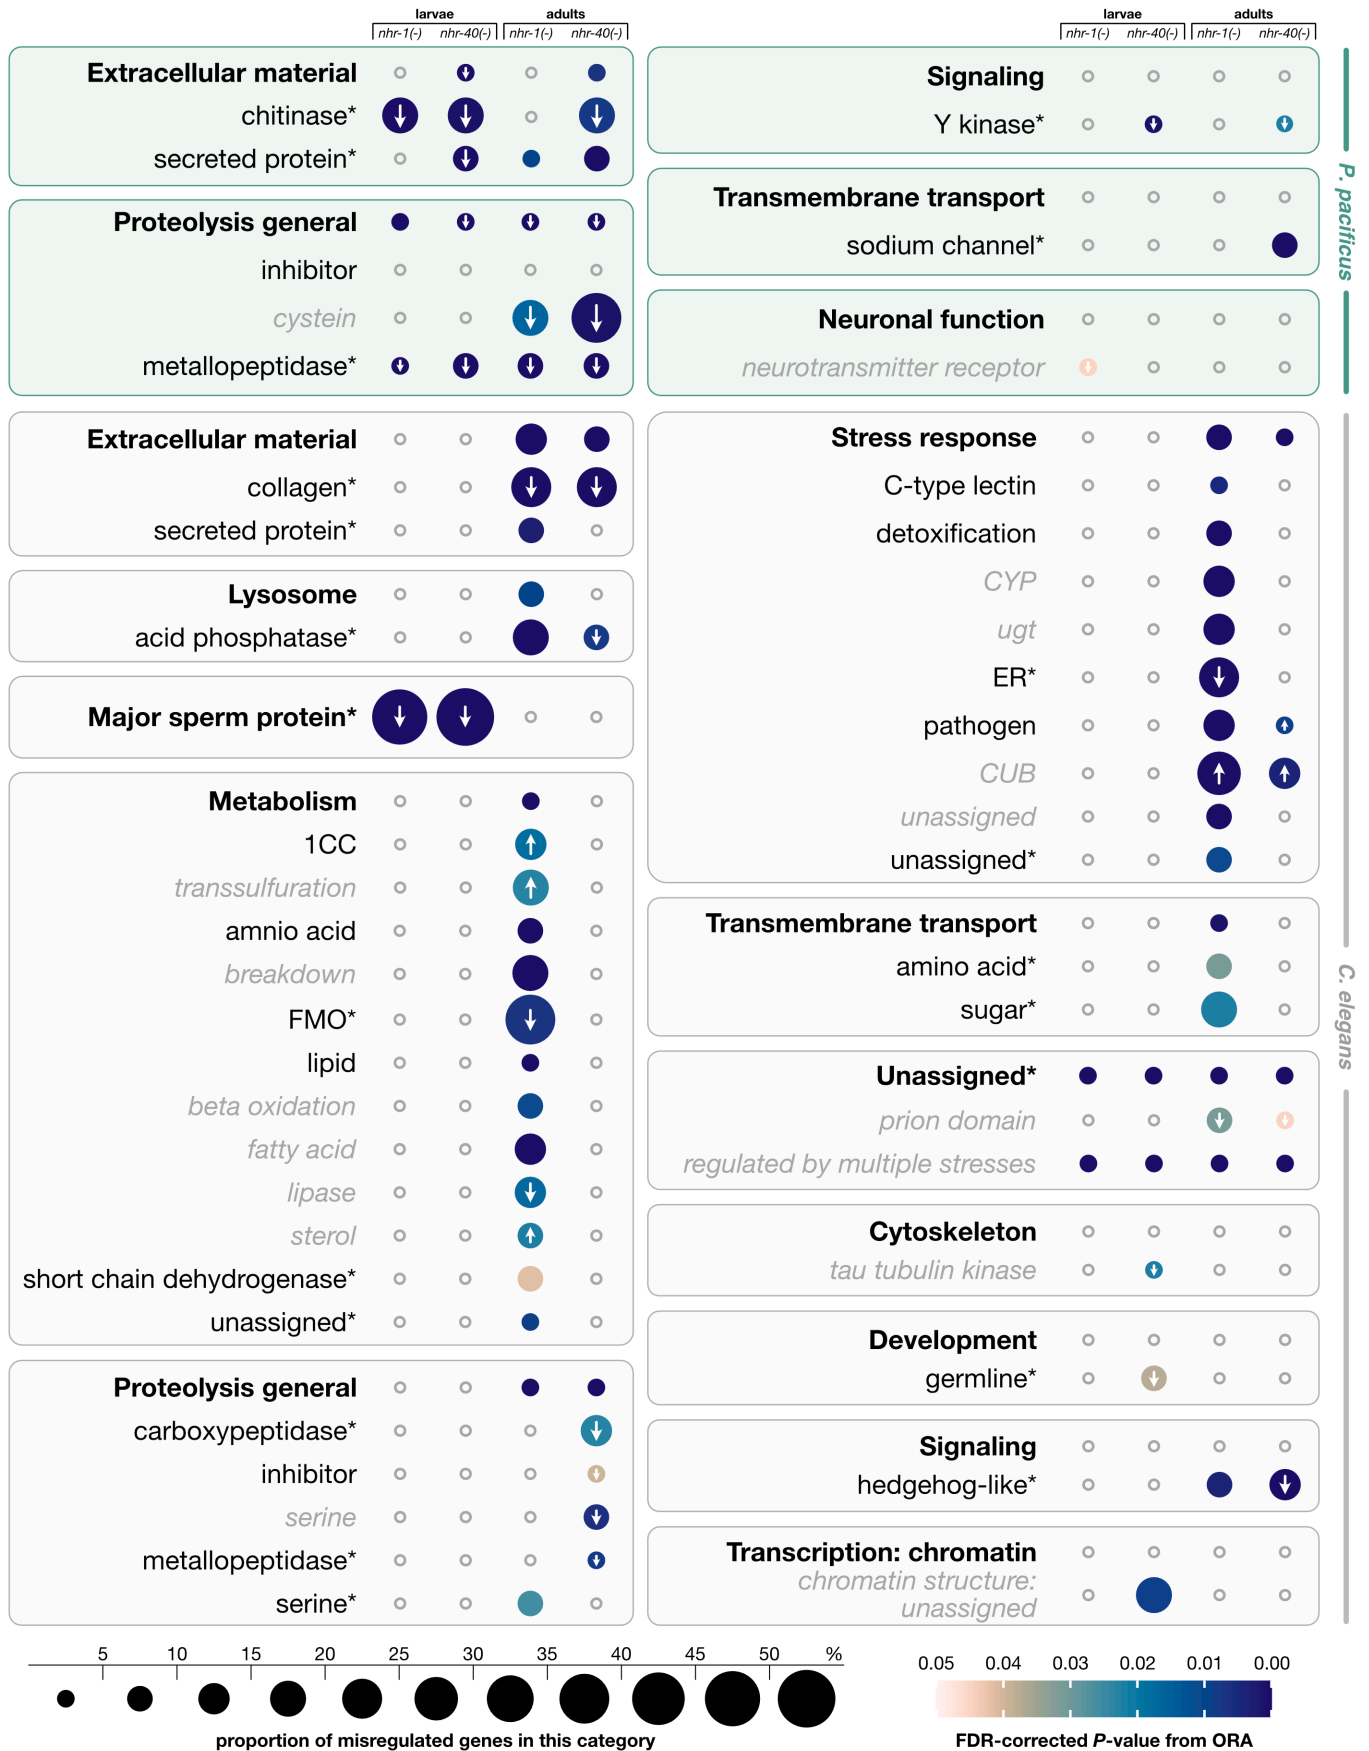 larvae adults
nhr-1(-) nhr-40(-) nhr-1(-) nhr-40(-)
Extracellular material
chitinase*
secreted protein*
Proteolysis general
inhibitor
cystein
metallopeptidase*
Extracellular material
collagen*
secreted protein*
Lysosome
acid phosphatase*
Major sperm protein*
Metabolism
1CC
transsulfuration
amnio acid
breakdown
FMO*
lipid
beta oxidation
fatty acid
lipase
sterol
short chain dehydrogenase*
unassigned*
Proteolysis general
carboxypeptidase*
inhibitor
serine
metallopeptidase*
serine*
larvae adults
nhr-1(-) nhr-40(-) nhr-1(-) nhr-40(-)
Signaling
Y kinase*
Transmembrane transport
sodium channel*
Neuronal function
neurotransmitter receptor
P. pacificus
Stress response
C-type lectin
detoxification
CYP
ugt
ER*
pathogen
CUB
unassigned
unassigned*
Transmembrane transport
amino acid*
sugar*
Unassigned*
prion domain
regulated by multiple stresses
Cytoskeleton
tau tubulin kinase
Development
germline*
Signaling
hedgehog-like*
Transcription: chromatin
chromatin structure:
unassigned
C. elegans
5 10 15 20 25 30 35 40 45 50 %
proportion of misregulated genes in this category
0.05 0.04 0.03 0.02 0.01 0.00
FDR-corrected P-value from ORA